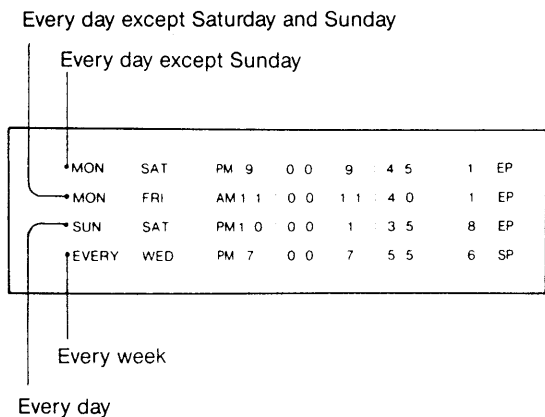 Every day except Saturday and Sunday
Every day except Sunday
MON SAT PM 9 00 9 : 45 1 EP
MON FRI AM 11 : 00 11 : 40 1 EP
SUN SAT PM 10 : 00 1 : 35 8 EP
EVERY WED PM 7 00 7 55 6 SP
Every week
Every day